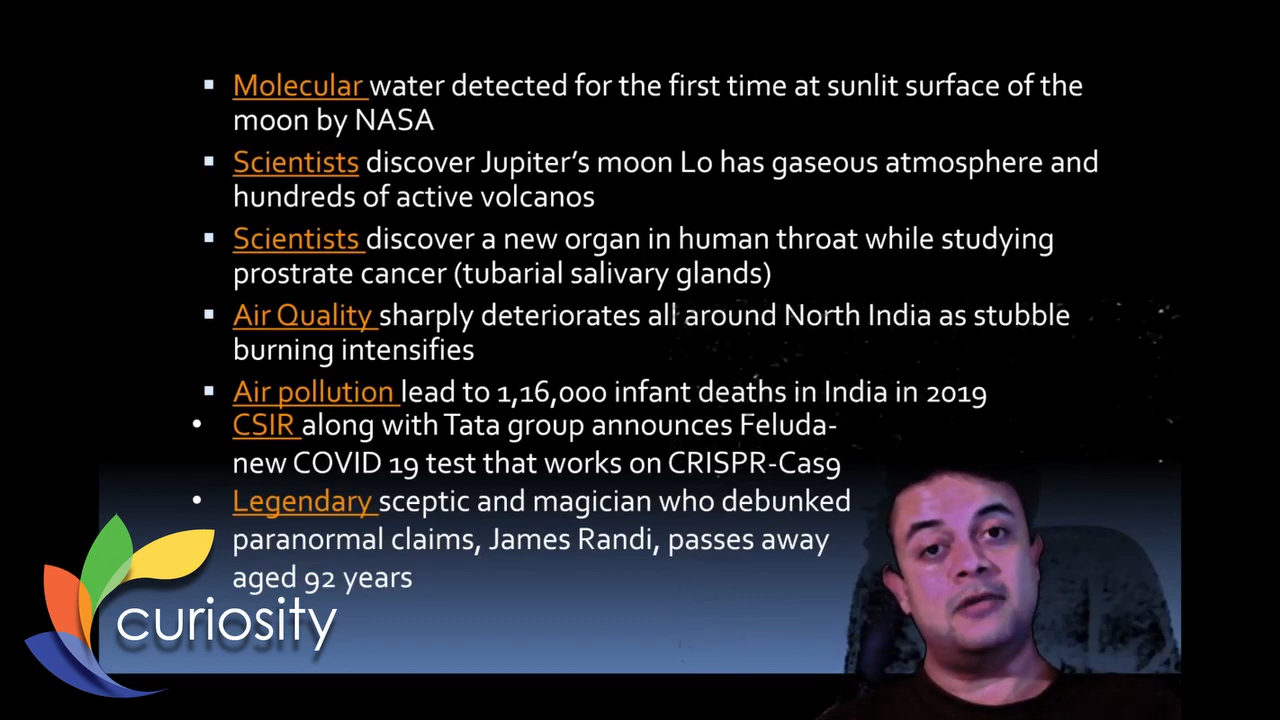 Molecular water detected for the first time at sunlit surface of the
moon by NASA
Scientists discover Jupiter's moon Lo has gaseous atmosphere and
hundreds of active volcanos
Scientists discover a new organ in human throat while studying
prostrate cancer (tubarial salivary glands)
Air Quality sharply deteriorates all around North India as stubble
burning intensifies
Air pollution lead to 1,16,000 infant deaths in India in 2019
CSIR along with Tata group announces Feluda-
new COVID 19 test that works on CRISPR-Cas9
Legendary sceptic and magician who debunked
paranormal claims, James Randi, passes away
aged 92 years
curiosity